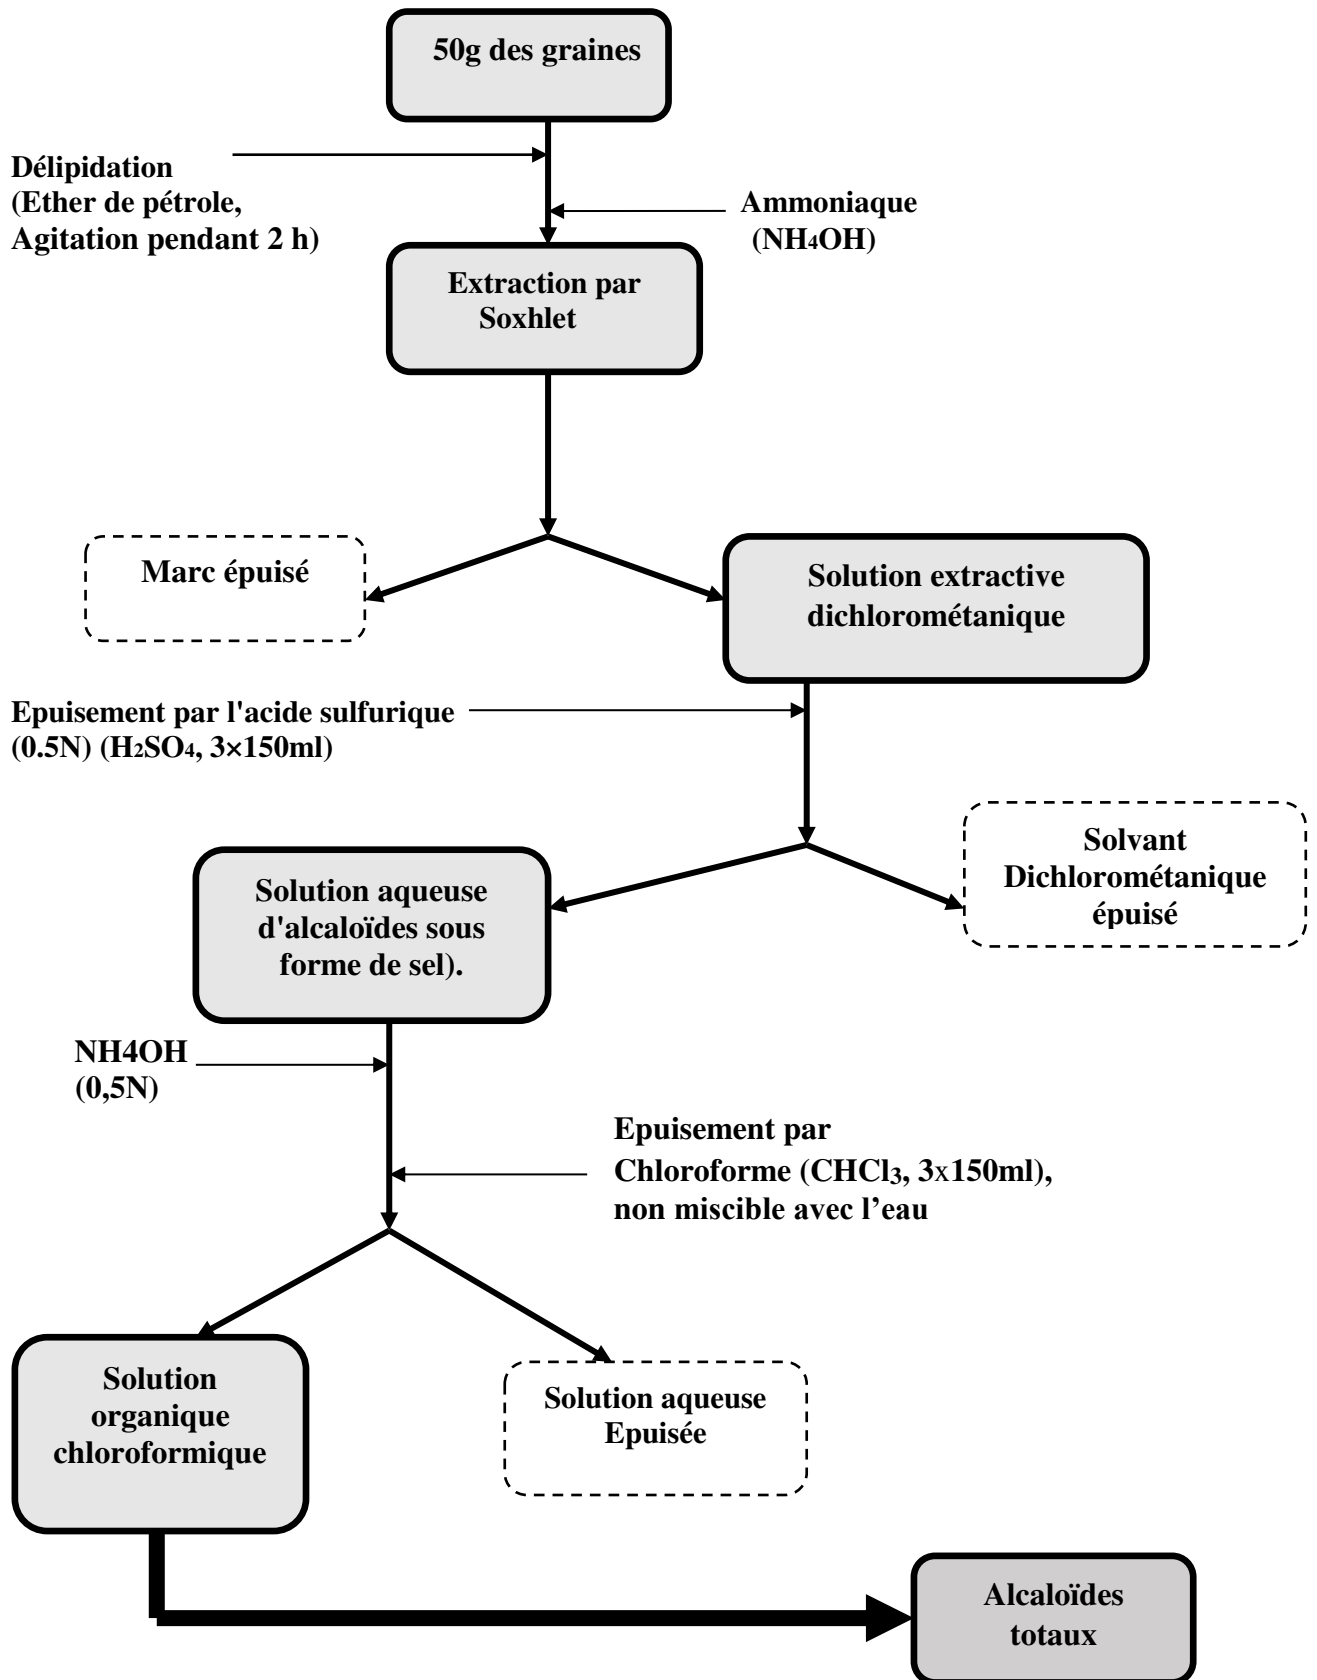 50g des graines
Délipidation
(Ether de pétrole,
Agitation pendant 2 h)
Ammoniaque
(NH4OH)
Extraction par
Soxhlet
Marc épuisé
Solution extractive
dichlorométanique
Epuisement par l'acide sulfurique
(0.5N) (H₂SO₄, 3×150ml)
Solvant
Dichlorométanique
épuisé
Solution aqueuse
d'alcaloïdes sous
forme de sel).
NH4OH
(0,5N)
Epuisement par
Chloroforme (CHCl₃, 3x150ml),
non miscible avec l’eau
Solution
organique
chloroformique
Solution aqueuse
Epuisée
Alcaloïdes
totaux